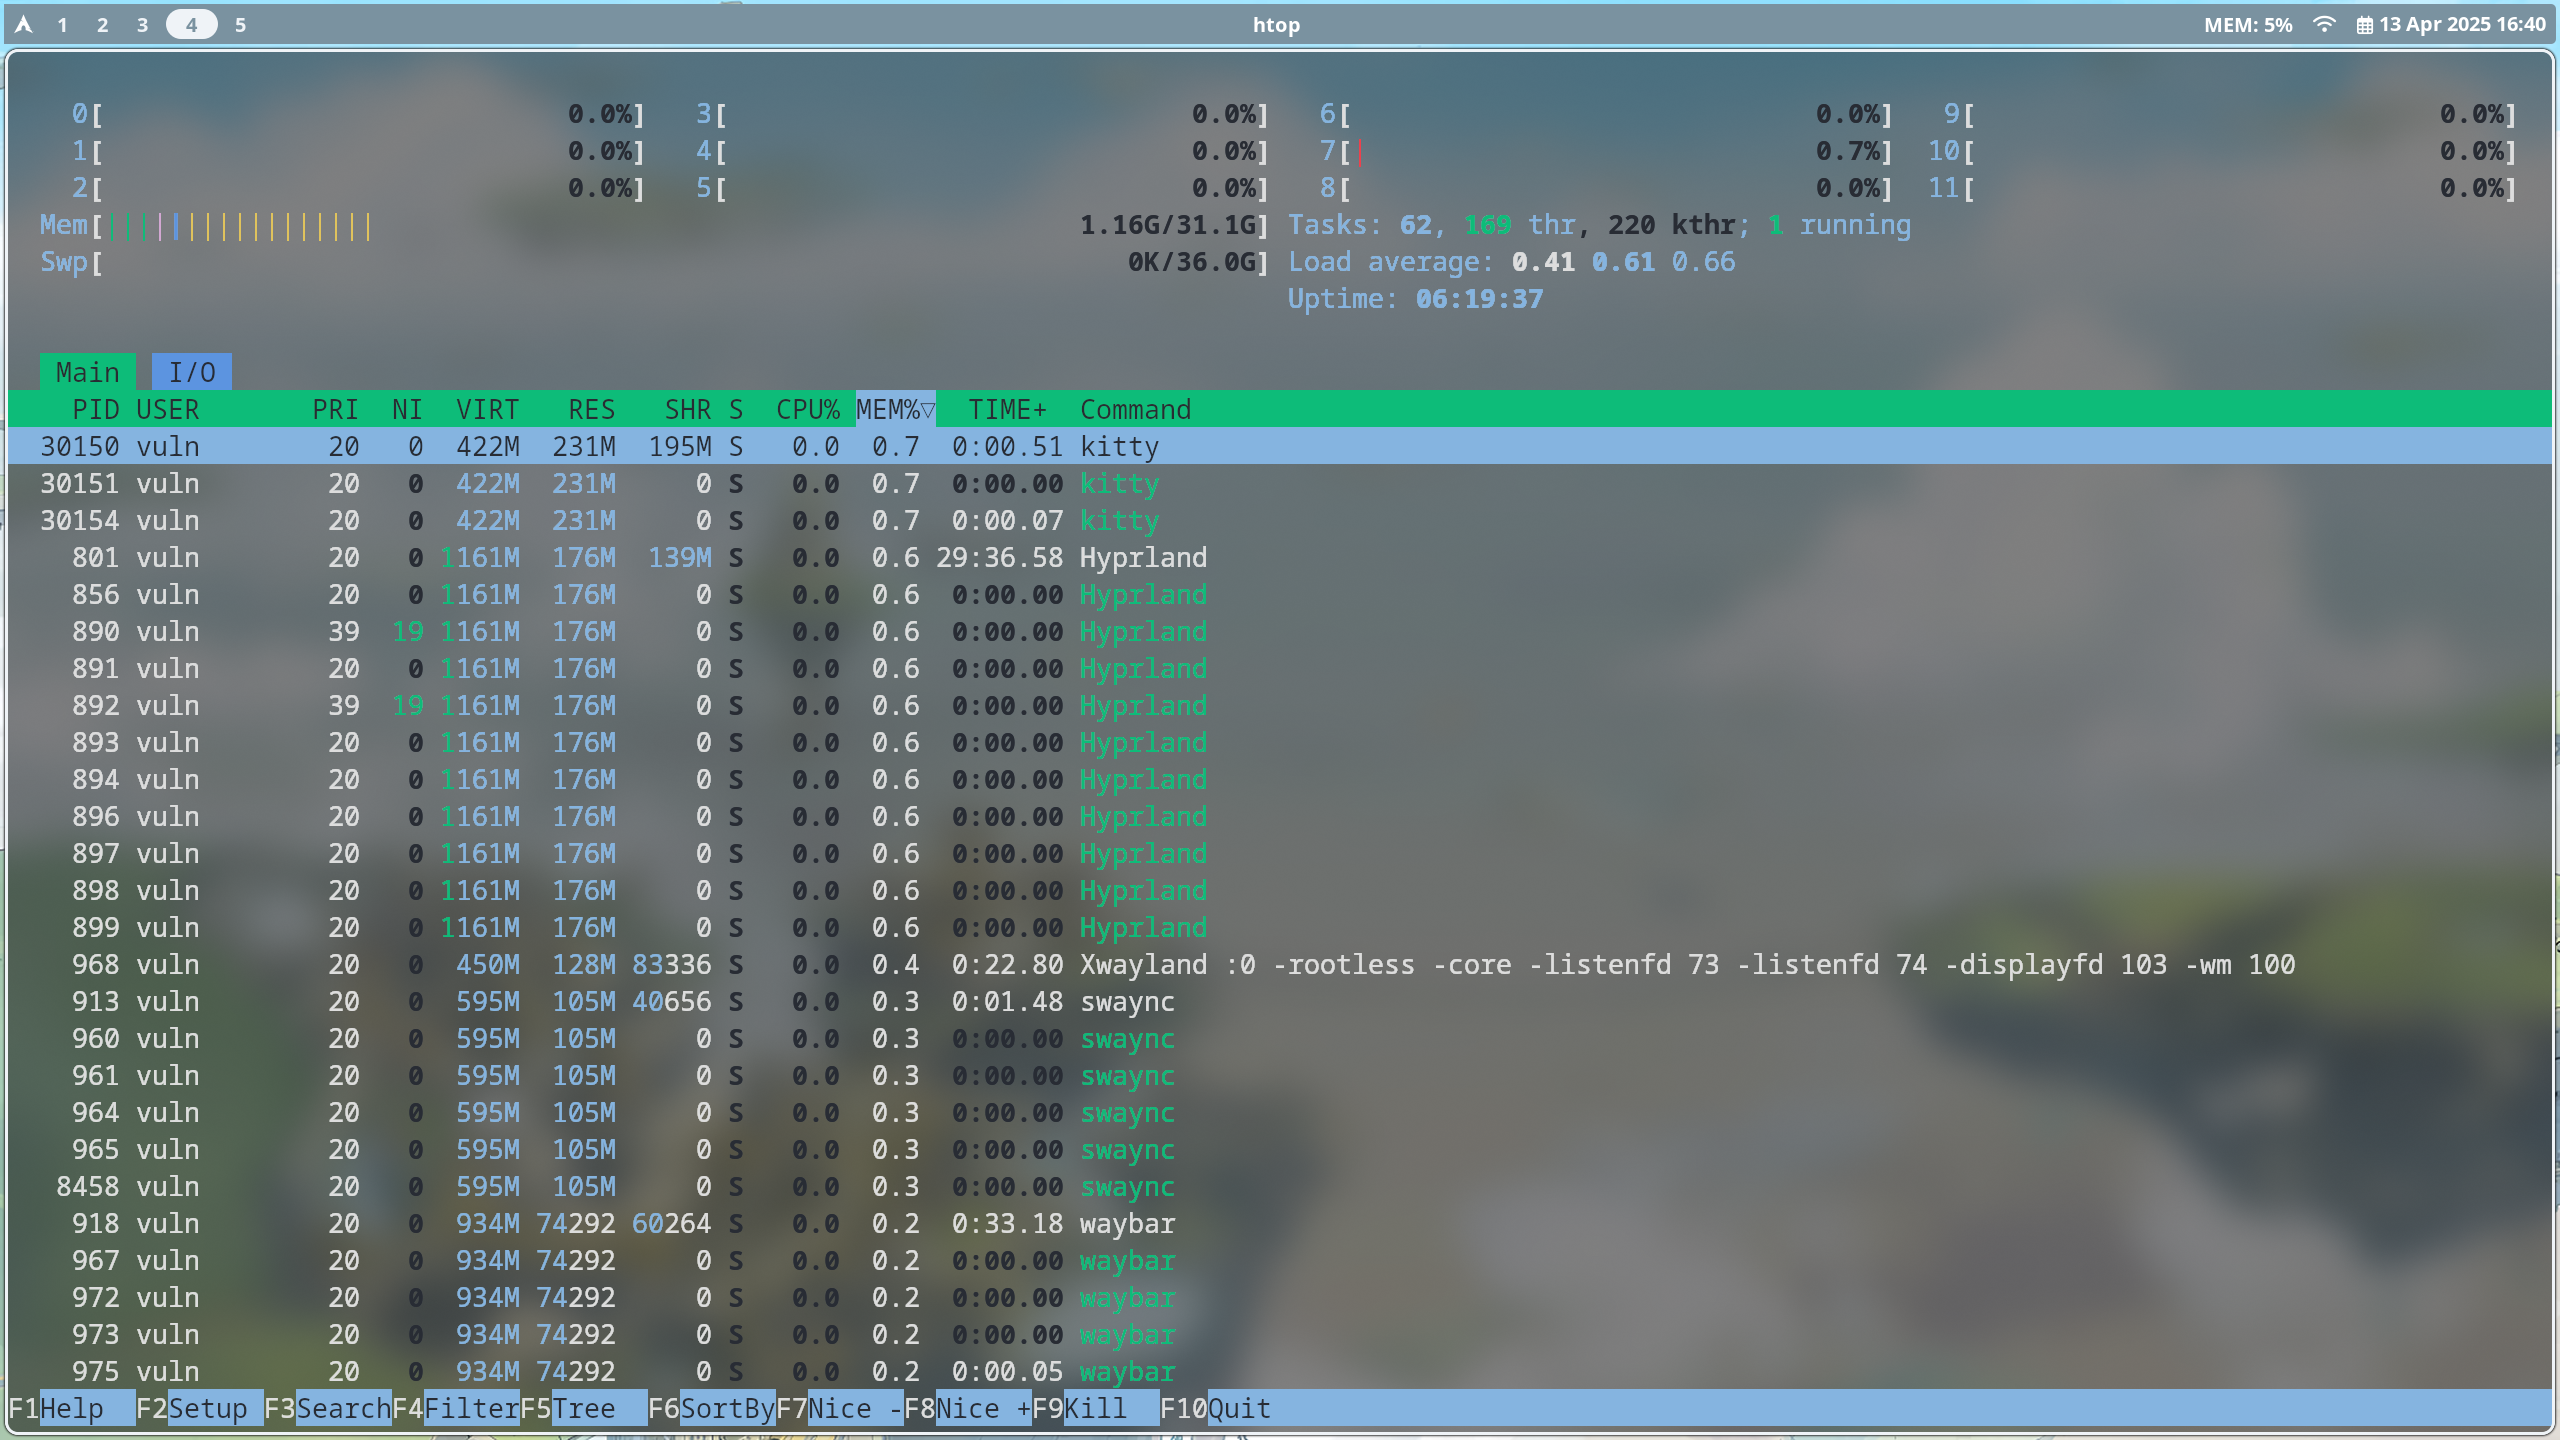 1 2 3 4 5 htop MEM: 5% 13 Apr 2025 16:40
0[ 0.0%] 3[ 0.0%] 6[ 0.0%] 9[ 0.0%]
1[ 0.0%] 4[ 0.0%] 7[| 0.7%] 10[ 0.0%]
2[ 0.0%] 5[ 0.0%] 8[ 0.0%] 11[ 0.0%]
Mem[||||||||||||||||| 1.16G/31.1G] Tasks: 62, 169 thr, 220 kthr; 1 running
Swp[ 0K/36.0G] Load average: 0.41 0.61 0.66
Uptime: 06:19:37
Main I/O
PID USER PRI NI VIRT RES SHR S CPU% MEM%▽ TIME+ Command
30150 vuln 20 0 422M 231M 195M S 0.0 0.7 0:00.51 kitty
30151 vuln 20 0 422M 231M 0 S 0.0 0.7 0:00.00 kitty
30154 vuln 20 0 422M 231M 0 S 0.0 0.7 0:00.07 kitty
801 vuln 20 0 1161M 176M 139M S 0.0 0.6 29:36.58 Hyprland
856 vuln 20 0 1161M 176M 0 S 0.0 0.6 0:00.00 Hyprland
890 vuln 39 19 1161M 176M 0 S 0.0 0.6 0:00.00 Hyprland
891 vuln 20 0 1161M 176M 0 S 0.0 0.6 0:00.00 Hyprland
892 vuln 39 19 1161M 176M 0 S 0.0 0.6 0:00.00 Hyprland
893 vuln 20 0 1161M 176M 0 S 0.0 0.6 0:00.00 Hyprland
894 vuln 20 0 1161M 176M 0 S 0.0 0.6 0:00.00 Hyprland
896 vuln 20 0 1161M 176M 0 S 0.0 0.6 0:00.00 Hyprland
897 vuln 20 0 1161M 176M 0 S 0.0 0.6 0:00.00 Hyprland
898 vuln 20 0 1161M 176M 0 S 0.0 0.6 0:00.00 Hyprland
899 vuln 20 0 1161M 176M 0 S 0.0 0.6 0:00.00 Hyprland
968 vuln 20 0 450M 128M 83336 S 0.0 0.4 0:22.80 Xwayland :0 -rootless -core -listenfd 73 -listenfd 74 -displayfd 103 -wm 100
913 vuln 20 0 595M 105M 40656 S 0.0 0.3 0:01.48 swaync
960 vuln 20 0 595M 105M 0 S 0.0 0.3 0:00.00 swaync
961 vuln 20 0 595M 105M 0 S 0.0 0.3 0:00.00 swaync
964 vuln 20 0 595M 105M 0 S 0.0 0.3 0:00.00 swaync
965 vuln 20 0 595M 105M 0 S 0.0 0.3 0:00.00 swaync
8458 vuln 20 0 595M 105M 0 S 0.0 0.3 0:00.00 swaync
918 vuln 20 0 934M 74292 60264 S 0.0 0.2 0:33.18 waybar
967 vuln 20 0 934M 74292 0 S 0.0 0.2 0:00.00 waybar
972 vuln 20 0 934M 74292 0 S 0.0 0.2 0:00.00 waybar
973 vuln 20 0 934M 74292 0 S 0.0 0.2 0:00.00 waybar
975 vuln 20 0 934M 74292 0 S 0.0 0.2 0:00.05 waybar
F1Help F2Setup F3SearchF4FilterF5Tree F6SortByF7Nice -F8Nice +F9Kill F10Quit